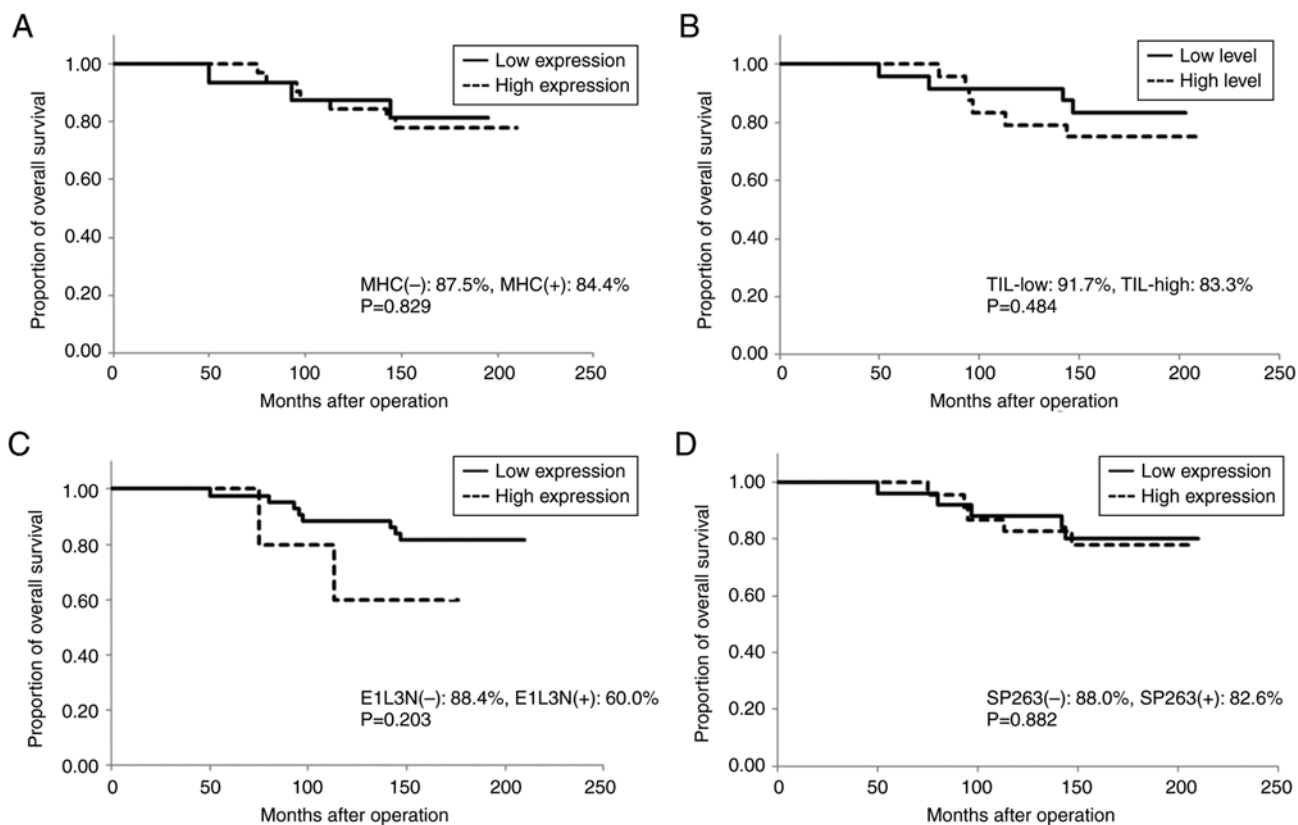 A
Low expression
High expression
1.00
0.80
0.60
0.40
0.20
0.00
Proportion of overall survival
MHC(–): 87.5%, MHC(+): 84.4%
P=0.829
0 50 100 150 200 250
Months after operation
B
Low level
High level
1.00
0.80
0.60
0.40
0.20
0.00
Proportion of overall survival
TIL-low: 91.7%, TIL-high: 83.3%
P=0.484
0 50 100 150 200 250
Months after operation
C
Low expression
High expression
1.00
0.80
0.60
0.40
0.20
0.00
Proportion of overall survival
E1L3N(–): 88.4%, E1L3N(+): 60.0%
P=0.203
0 50 100 150 200 250
Months after operation
D
Low expression
High expression
1.00
0.80
0.60
0.40
0.20
0.00
Proportion of overall survival
SP263(–): 88.0%, SP263(+): 82.6%
P=0.882
0 50 100 150 200 250
Months after operation